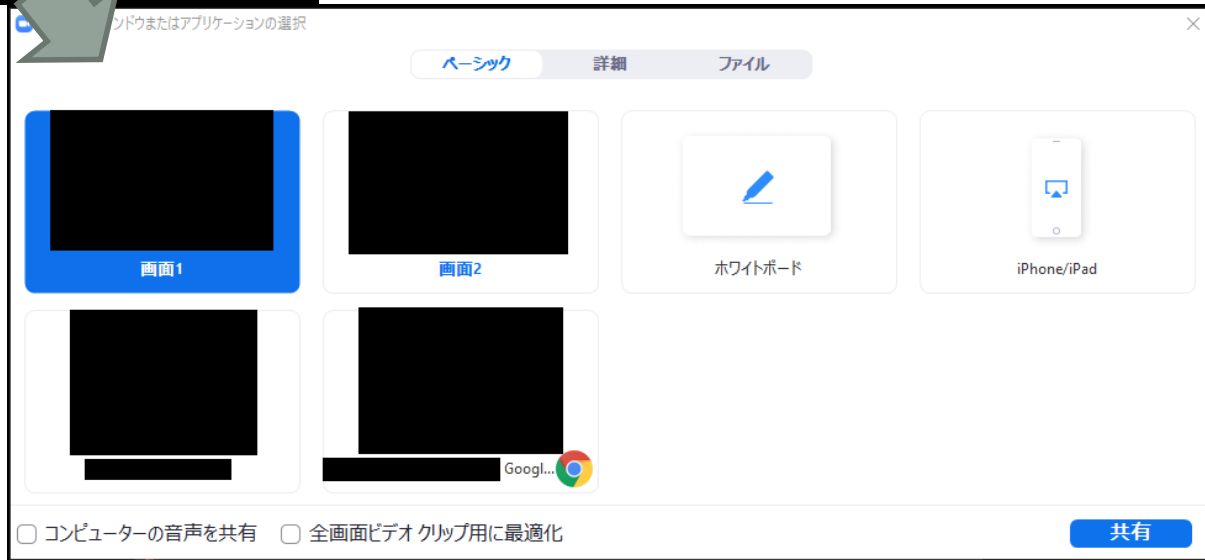 ンドウまたはアプリケーションの選択
ベーシック
詳細
ファイル
画面1
画面2
ホワイトボード
iPhone/iPad
Googl...
コンピューターの音声を共有
全画面ビデオ クリップ用に最適化
共有